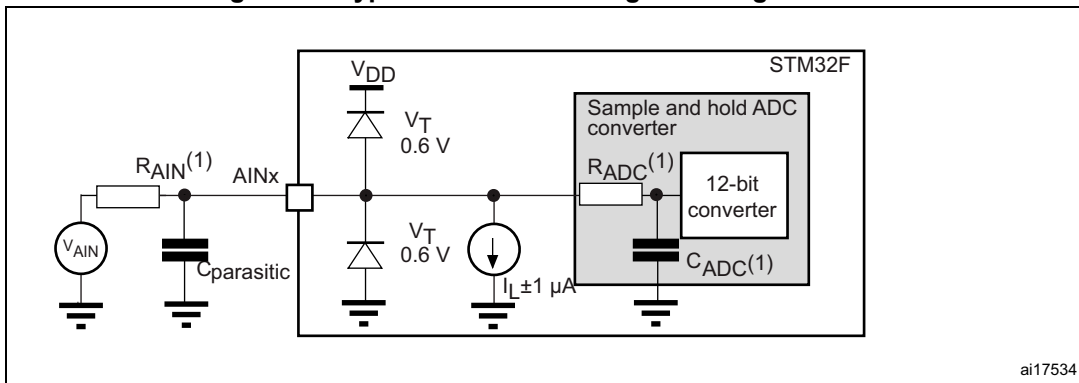 STM32F
VDD
Sample and hold ADC
converter
VT
0.6 V
RAIN(1)
AINx
RADC(1)
12-bit
converter
VAIN
Cparasitic
VT
0.6 V
IL±1 µA
CADC(1)
ai17534